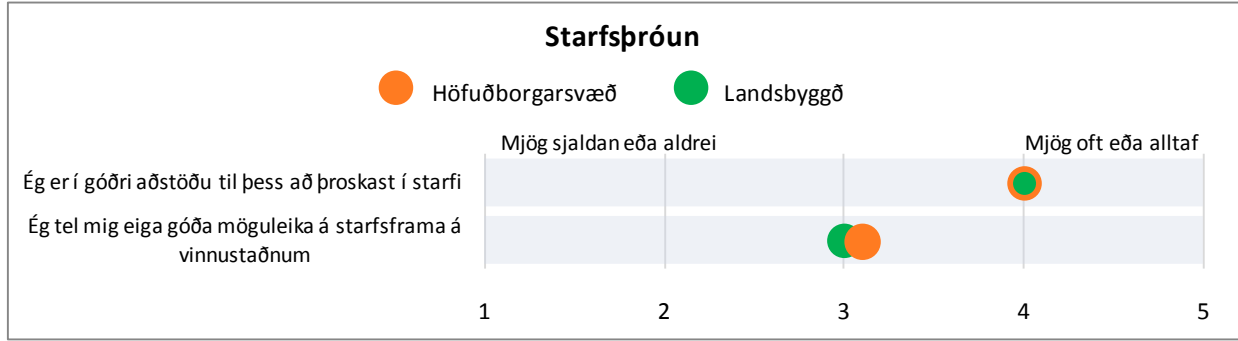 Starfsþróun
Höfuðborgarsvæð
Landsbyggð
Mjög sjaldan eða aldrei
Mjög oft eða alltaf
Ég er í góðri aðstöðu til þess að þroskast í starfi
Ég tel mig eiga góða möguleika á starfsframa á
vinnustaðnum
1 2 3 4 5